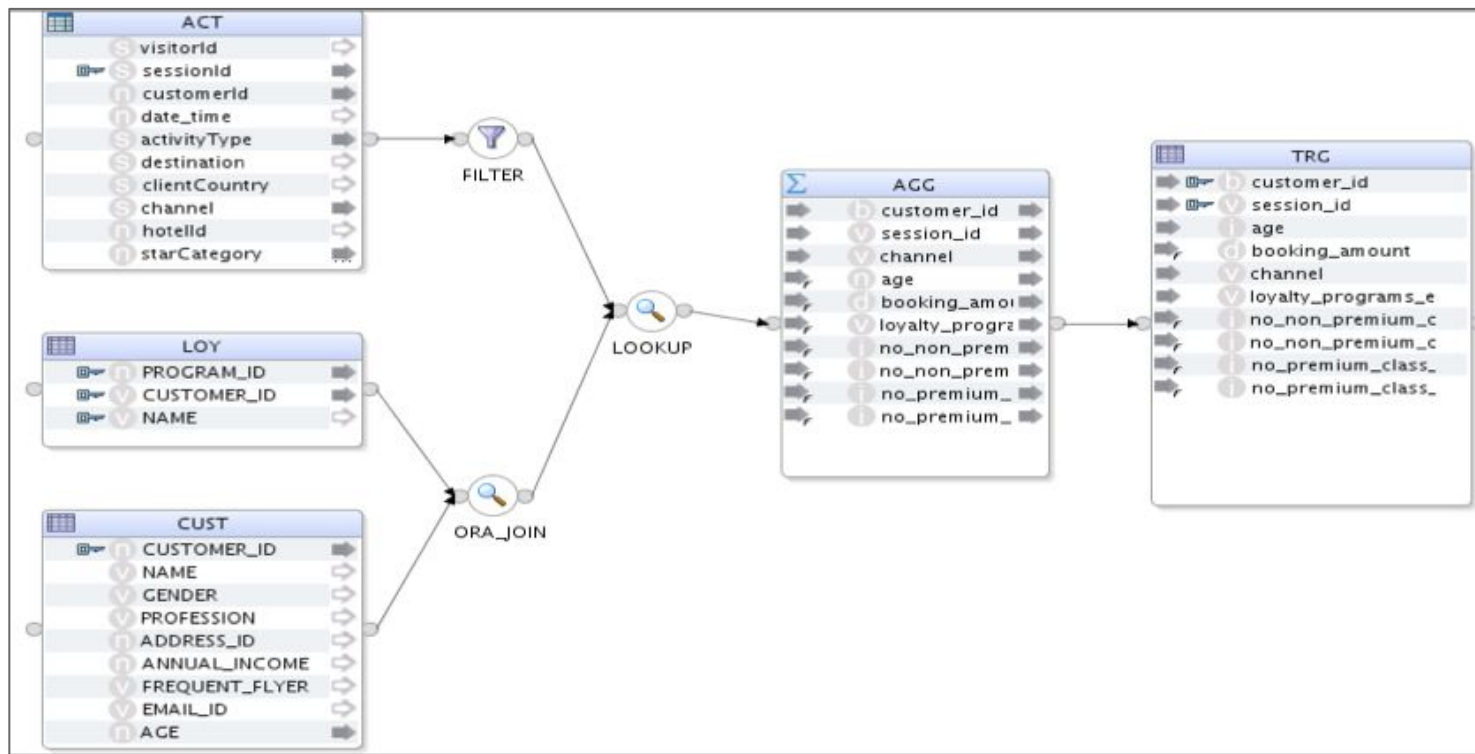 ACT
visitorId
sessionId
customerId
date_time
activityType
destination
clientCountry
channel
hotelId
starCategory
FILTER
LOY
PROGRAM_ID
CUSTOMER_ID
NAME
CUST
CUSTOMER_ID
NAME
GENDER
PROFESSION
ADDRESS_ID
ANNUAL_INCOME
FREQUENT_FLYER
EMAIL_ID
AGE
ORA_JOIN
LOOKUP
AGG
customer_id
session_id
channel
age
booking_amou
loyalty_progra
no_non_prem
no_non_prem
no_premium_
no_premium_
TRG
customer_id
session_id
age
booking_amount
channel
loyalty_programs_e
no_non_premium_c
no_non_premium_c
no_premium_class_
no_premium_class_